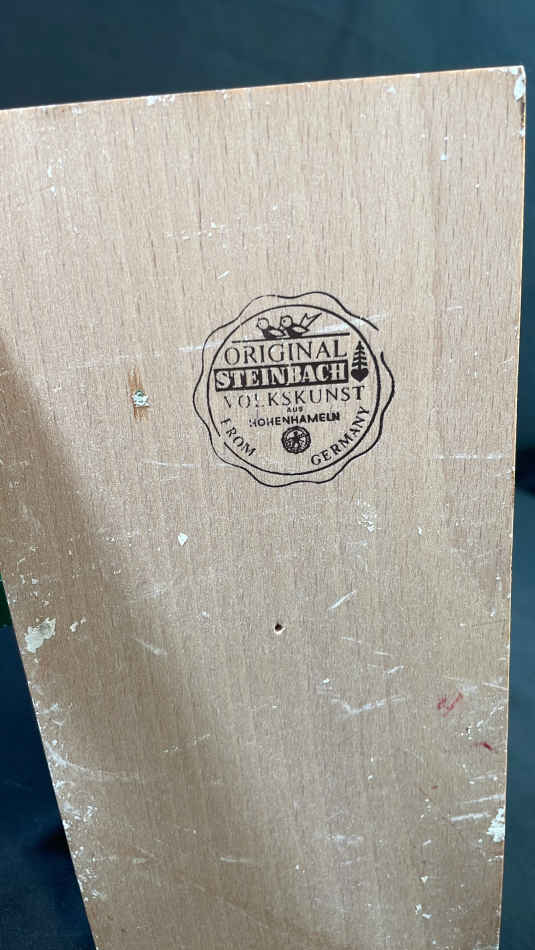 ORIGINAL
STEINBACH
VOLKSKUNST
AUS
HOHENHAMELN
FROM GERMANY